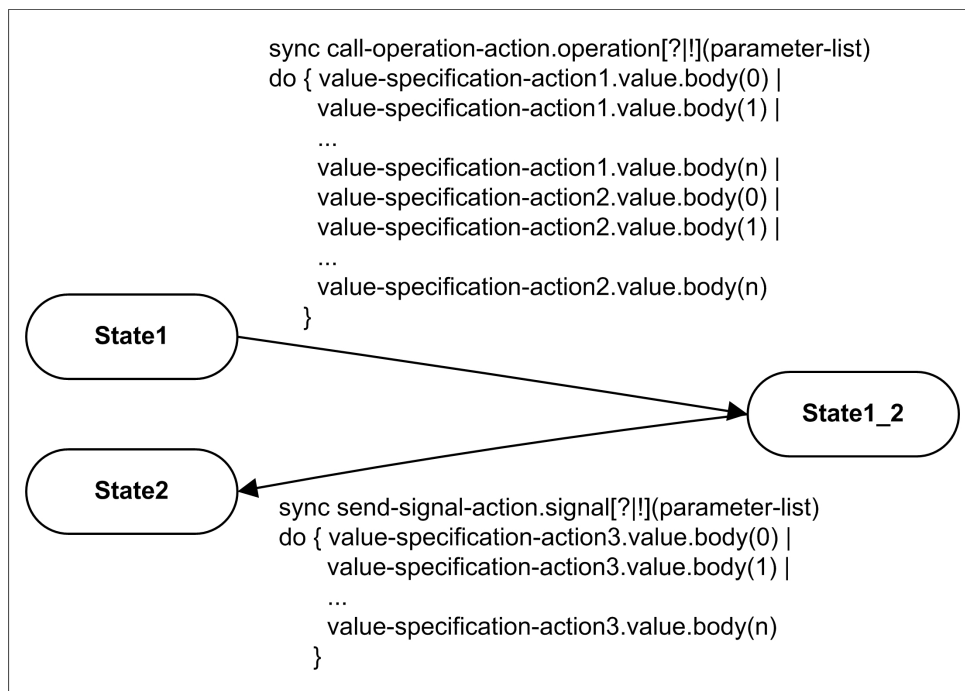 sync call-operation-action.operation[?|!](parameter-list)
do { value-specification-action1.value.body(0) |
value-specification-action1.value.body(1) |
...
value-specification-action1.value.body(n) |
value-specification-action2.value.body(0) |
value-specification-action2.value.body(1) |
...
value-specification-action2.value.body(n)
}
State1
State1_2
State2
sync send-signal-action.signal[?|!](parameter-list)
do { value-specification-action3.value.body(0) |
value-specification-action3.value.body(1) |
...
value-specification-action3.value.body(n)
}